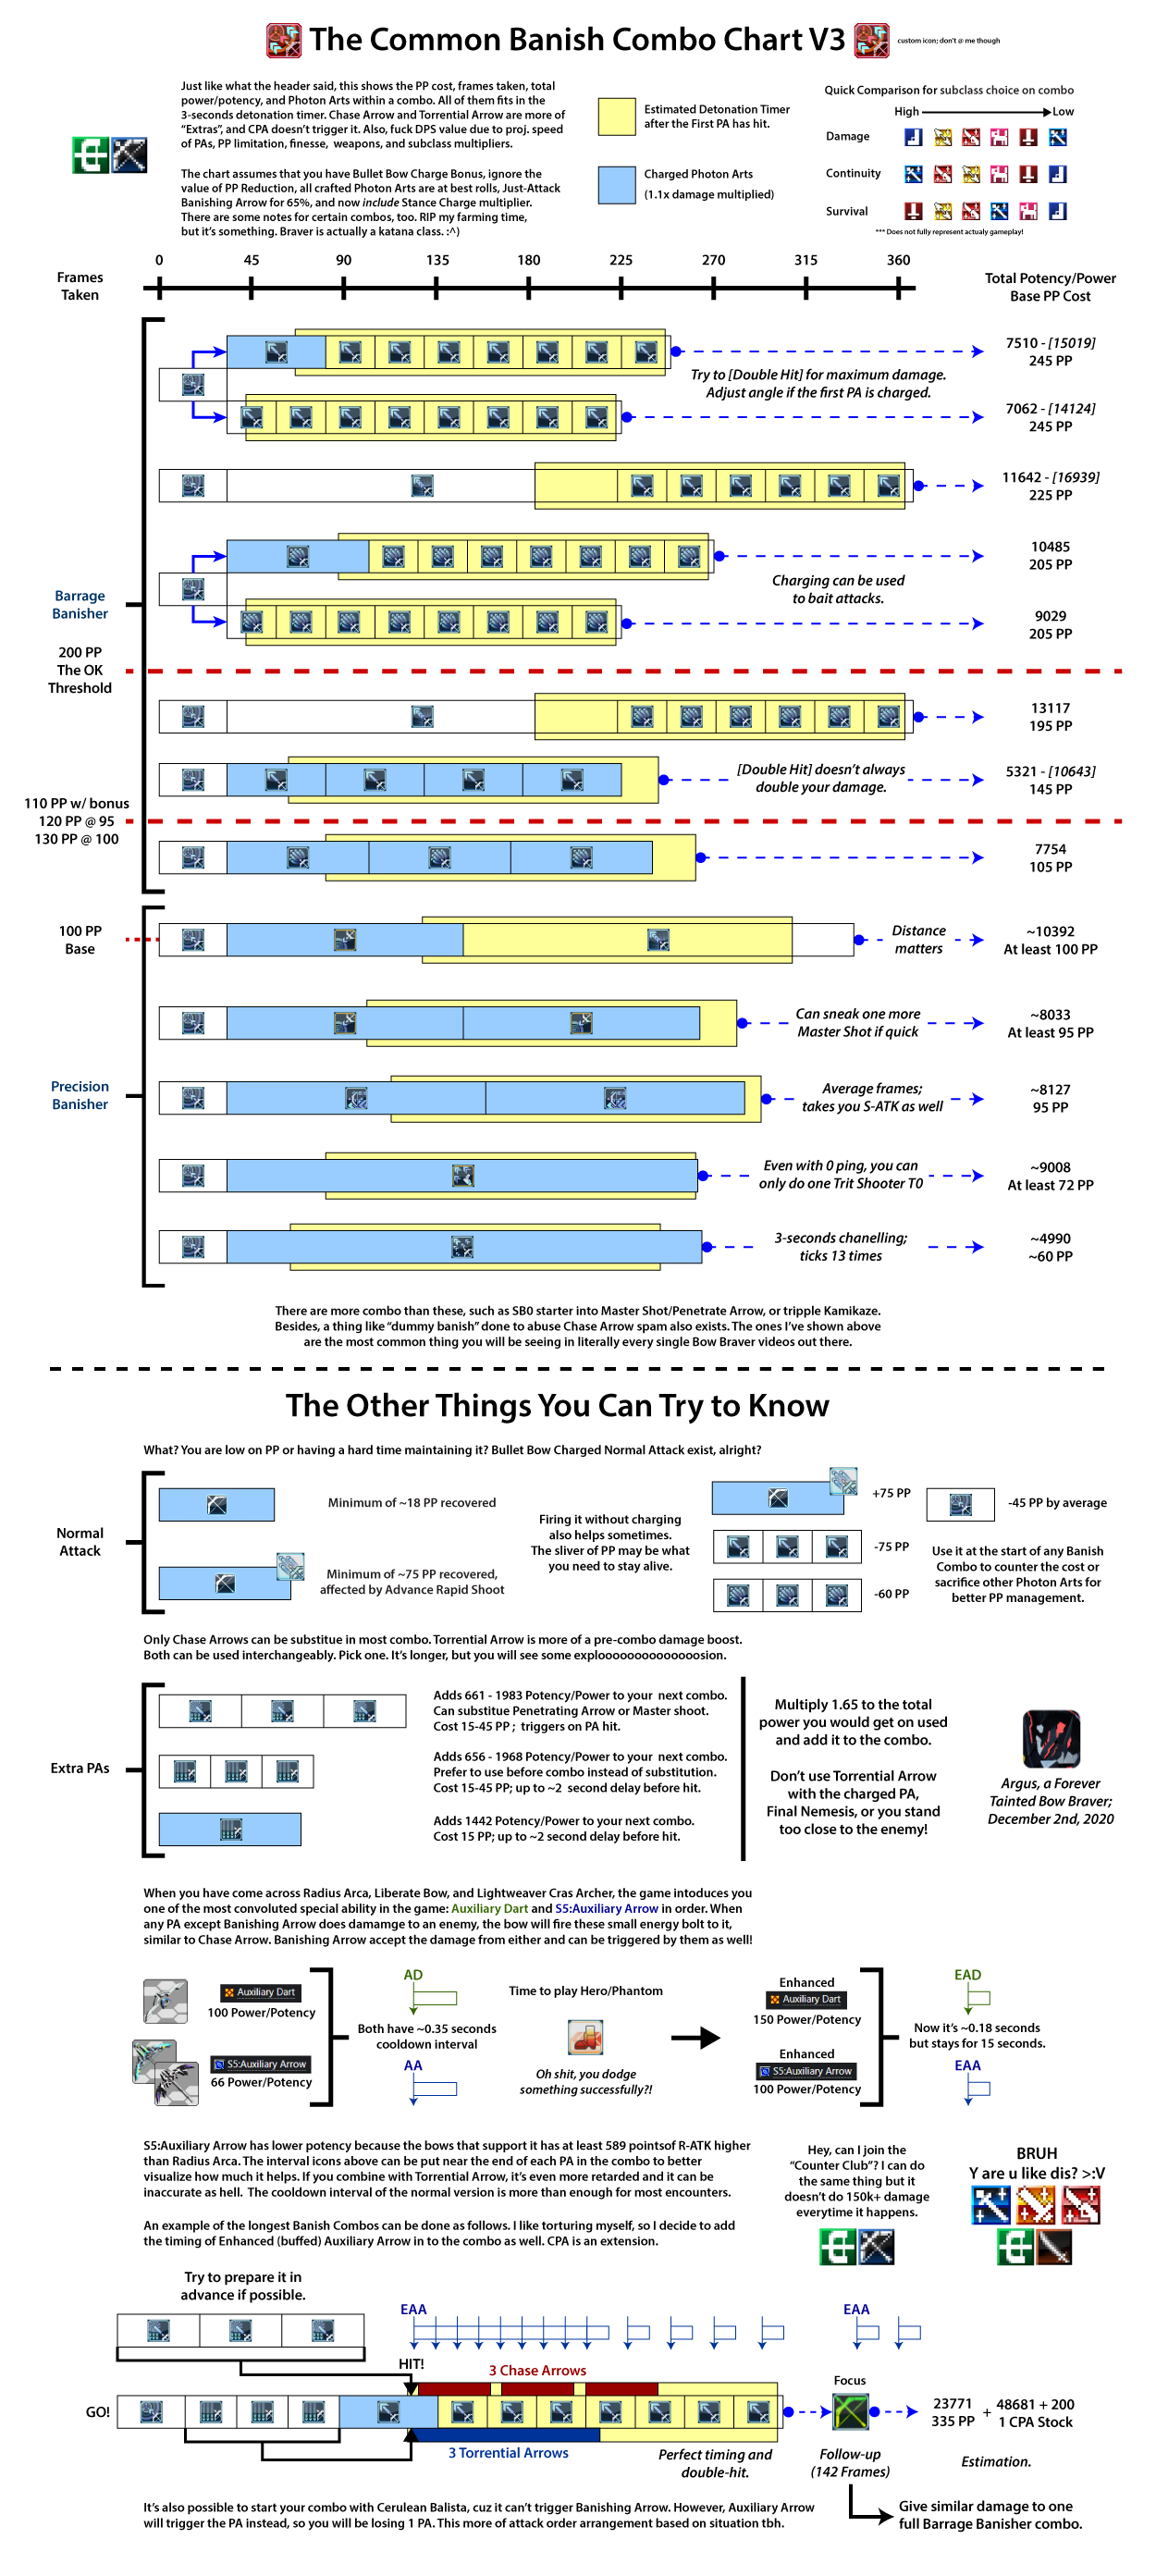 The Common Banish Combo Chart V3
custom icon; don't @ me though
Just like what the header said, this shows the PP cost, frames taken, total
power/potency, and Photon Arts within a combo. All of them fits in the
3-seconds detonation timer. Chase Arrow and Torrential Arrow are more of
"Extras", and CPA doesn't trigger it. Also, fuck DPS value due to proj. speed
of PAs, PP limitation, finesse, weapons, and subclass multipliers.
The chart assumes that you have Bullet Bow Charge Bonus, ignore the
value of PP Reduction, all crafted Photon Arts are at best rolls, Just-Attack
Banishing Arrow for 65%, and now include Stance Charge multiplier.
There are some notes for certain combos, too. RIP my farming time,
but it's something. Braver is actually a katana class. :^)
Estimated Detonation Timer
after the First PA has hit.
Charged Photon Arts
(1.1x damage multiplied)
Quick Comparison for subclass choice on combo
High
Low
Damage
Continuity
Survival
*** Does not fully represent actualy gameplay!
Frames
Taken
0
45
90
135
180
225
270
315
360
Total Potency/Power
Base PP Cost
7510 - [15019]
245 PP
Try to [Double Hit] for maximum damage.
Adjust angle if the first PA is charged.
7062 - [14124]
245 PP
11642 - [16939]
225 PP
10485
205 PP
Charging can be used
to bait attacks.
Barrage
Banisher
9029
205 PP
200 PP
The OK
Threshold
13117
195 PP
[Double Hit] doesn't always
double your damage.
5321 - [10643]
145 PP
110 PP w/ bonus
120 PP @ 95
130 PP @ 100
7754
105 PP
100 PP
Base
Distance
matters
~10392
At least 100 PP
Can sneak one more
Master Shot if quick
~8033
At least 95 PP
Precision
Banisher
Average frames;
takes you S-ATK as well
~8127
95 PP
Even with 0 ping, you can
only do one Trit Shooter T0
~9008
At least 72 PP
3-seconds chanelling;
ticks 13 times
~4990
~60 PP
There are more combo than these, such as SB0 starter into Master Shot/Penetrate Arrow, or tripple Kamikaze.
Besides, a thing like "dummy banish" done to abuse Chase Arrow spam also exists. The ones I've shown above
are the most common thing you will be seeing in literally every single Bow Braver videos out there.
The Other Things You Can Try to Know
What? You are low on PP or having a hard time maintaining it? Bullet Bow Charged Normal Attack exist, alright?
Normal
Attack
Minimum of ~18 PP recovered
Minimum of ~75 PP recovered,
affected by Advance Rapid Shoot
Firing it without charging
also helps sometimes.
The sliver of PP may be what
you need to stay alive.
+75 PP
-75 PP
-60 PP
-45 PP by average
Use it at the start of any Banish
Combo to counter the cost or
sacrifice other Photon Arts for
better PP management.
Only Chase Arrows can be substitue in most combo. Torrential Arrow is more of a pre-combo damage boost.
Both can be used interchangeably. Pick one. It's longer, but you will see some explooooooooooooooosion.
Extra PAs
Adds 661 - 1983 Potency/Power to your next combo.
Can substitue Penetrating Arrow or Master shoot.
Cost 15-45 PP ; triggers on PA hit.
Adds 656 - 1968 Potency/Power to your next combo.
Prefer to use before combo instead of substitution.
Cost 15-45 PP; up to ~2 second delay before hit.
Adds 1442 Potency/Power to your next combo.
Cost 15 PP; up to ~2 second delay before hit.
Multiply 1.65 to the total
power you would get on used
and add it to the combo.
Don't use Torrential Arrow
with the charged PA,
Final Nemesis, or you stand
too close to the enemy!
Argus, a Forever
Tainted Bow Braver;
December 2nd, 2020
When you have come across Radius Arca, Liberate Bow, and Lightweaver Cras Archer, the game intoduces you
one of the most convoluted special ability in the game: Auxiliary Dart and S5:Auxiliary Arrow in order. When
any PA except Banishing Arrow does damamge to an enemy, the bow will fire these small energy bolt to it,
similar to Chase Arrow. Banishing Arrow accept the damage from either and can be triggered by them as well!
Auxiliary Dart
100 Power/Potency
S5:Auxiliary Arrow
66 Power/Potency
AD
Both have ~0.35 seconds
cooldown interval
AA
Time to play Hero/Phantom
Oh shit, you dodge
something successfully?!
Enhanced
Auxiliary Dart
150 Power/Potency
Enhanced
S5:Auxiliary Arrow
100 Power/Potency
EAD
Now it's ~0.18 seconds
but stays for 15 seconds.
EAA
S5:Auxiliary Arrow has lower potency because the bows that support it has at least 589 pointsof R-ATK higher
than Radius Arca. The interval icons above can be put near the end of each PA in the combo to better
visualize how much it helps. If you combine with Torrential Arrow, it's even more retarded and it can be
inaccurate as hell. The cooldown interval of the normal version is more than enough for most encounters.
An example of the longest Banish Combos can be done as follows. I like torturing myself, so I decide to add
the timing of Enhanced (buffed) Auxiliary Arrow in to the combo as well. CPA is an extension.
Hey, can I join the
"Counter Club"? I can do
the same thing but it
doesn't do 150k+ damage
everytime it happens.
BRUH
Y are u like dis? >:V
Try to prepare it in
advance if possible.
EAA
EAA
HIT!
3 Chase Arrows
Focus
GO!
23771
335 PP
+
48681 + 200
1 CPA Stock
3 Torrential Arrows
Perfect timing and
double-hit.
Follow-up
(142 Frames)
Estimation.
It's also possible to start your combo with Cerulean Balista, cuz it can't trigger Banishing Arrow. However, Auxiliary Arrow
will trigger the PA instead, so you will be losing 1 PA. This more of attack order arrangement based on situation tbh.
Give similar damage to one
full Barrage Banisher combo.